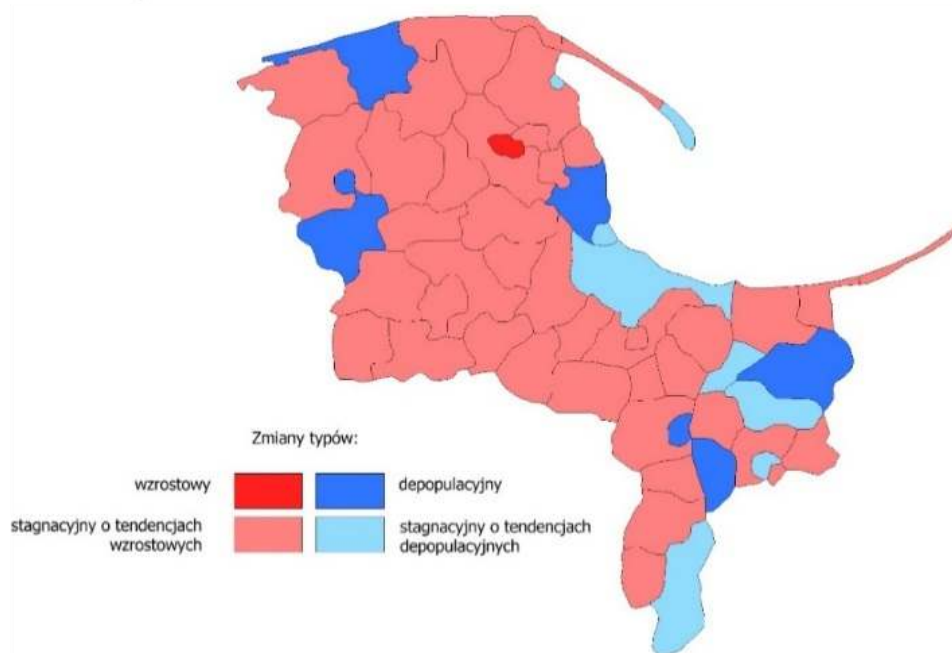 Zmiany typów:
wzrostowy
depopulacyjny
stagnacyjny o tendencjach
wzrostowych
stagnacyjny o tendencjach
depopulacyjnych